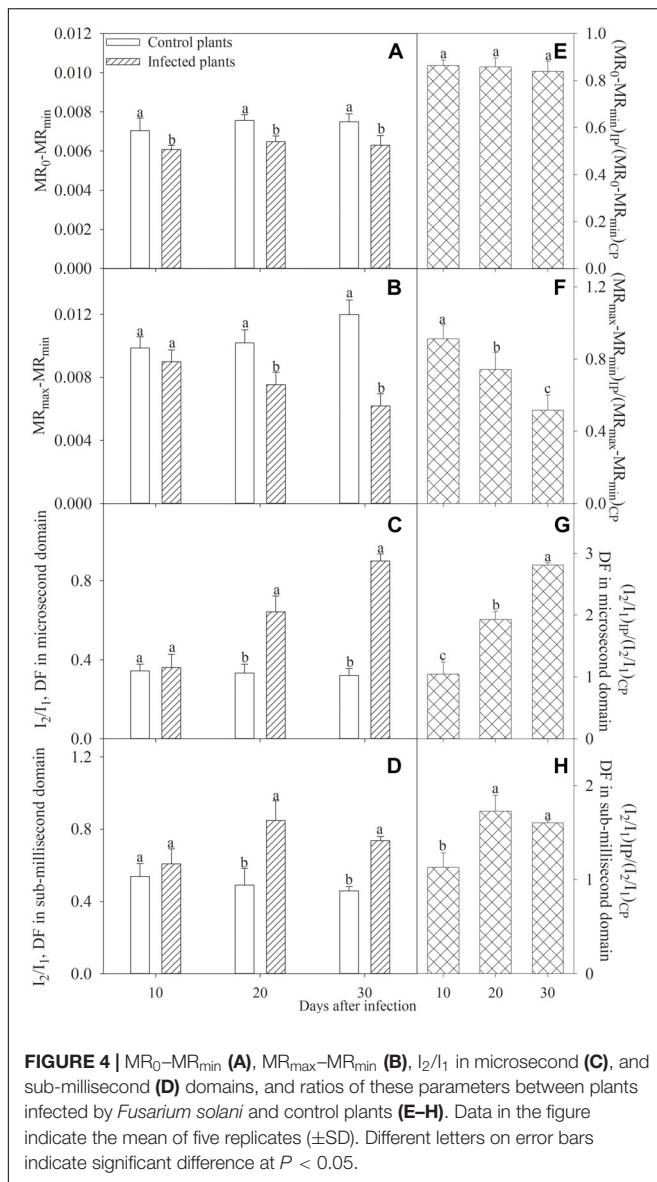 0.012
0.010
0.008
0.006
0.004
0.002
0.000
MR₀-MRₘᵢₙ
Control plants
Infected plants
A
a
b
a
b
a
b
E
a
a
a
1.0
0.8
0.6
0.4
0.2
0.0
(MR₀-MRₘᵢₙ)IP/(MR₀-MRₘᵢₙ)CP
0.012
0.008
0.004
0.000
MRₘₐₓ-MRₘᵢₙ
B
a
a
a
b
a
b
F
a
b
c
1.2
0.8
0.4
0.0
(MRₘₐₓ-MRₘᵢₙ)IP/(MRₘₐₓ-MRₘᵢₙ)CP
0.8
0.4
0.0
I₂/I₁, DF in microsecond domain
C
a
a
b
a
b
a
G
c
b
a
3
2
1
0
(I₂/I₁)IP/(I₂/I₁)CP
DF in microsecond domain
1.2
0.8
0.4
0.0
I₂/I₁, DF in sub-millisecond domain
D
a
a
b
a
b
a
H
b
a
a
2
1
0
(I₂/I₁)IP/(I₂/I₁)CP
DF in sub-millisecond domain
10 20 30 10 20 30
Days after infection
FIGURE 4 | MR₀–MRₘᵢₙ (A), MRₘₐₓ–MRₘᵢₙ (B), I₂/I₁ in microsecond (C), and
sub-millisecond (D) domains, and ratios of these parameters between plants
infected by Fusarium solani and control plants (E–H). Data in the figure
indicate the mean of five replicates (±SD). Different letters on error bars
indicate significant difference at P < 0.05.